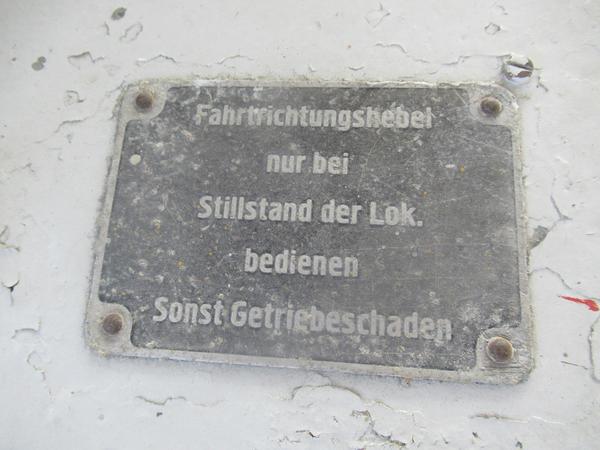 Fahrtrichtungshebel
nur bei
Stillstand der Lok.
bedienen
Sonst Getriebeschaden